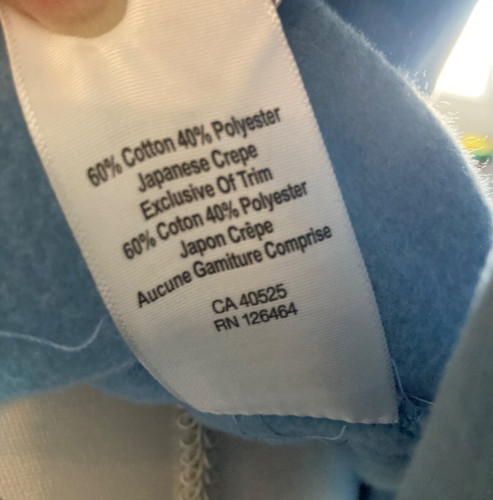 60% Cotton 40% Polyester
Japanese Crepe
Exclusive Of Trim
60% Coton 40% Polyester
Japon Crêpe
Aucune Garniture Comprise
CA 40525
RN 126464